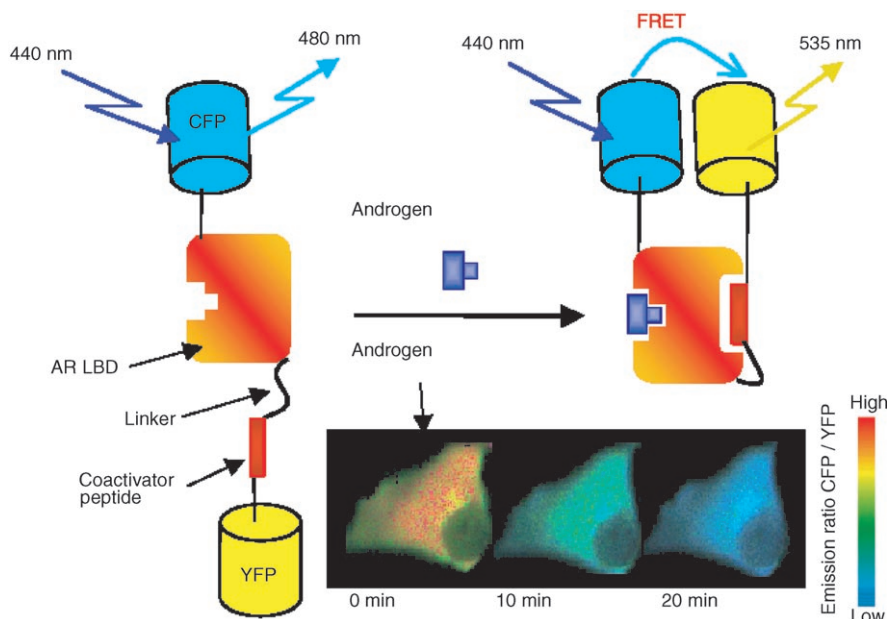 440 nm
480 nm
CFP
AR LBD
Linker
Coactivator
peptide
YFP
Androgen
Androgen
440 nm
FRET
535 nm
0 min
10 min
20 min
High
Emission ratio CFP / YFP
Low